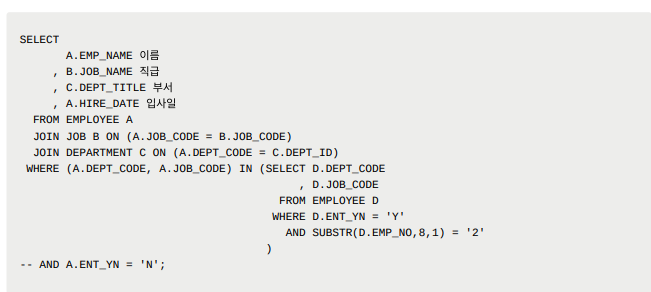 SELECT
       A.EMP_NAME 이름
     , B.JOB_NAME 직급
     , C.DEPT_TITLE 부서
     , A.HIRE_DATE 입사일
  FROM EMPLOYEE A
  JOIN JOB B ON (A.JOB_CODE = B.JOB_CODE)
  JOIN DEPARTMENT C ON (A.DEPT_CODE = C.DEPT_ID)
 WHERE (A.DEPT_CODE, A.JOB_CODE) IN (SELECT D.DEPT_CODE
                                          , D.JOB_CODE
                                       FROM EMPLOYEE D
                                      WHERE D.ENT_YN = 'Y'
                                        AND SUBSTR(D.EMP_NO,8,1) = '2'
                                     )
-- AND A.ENT_YN = 'N';